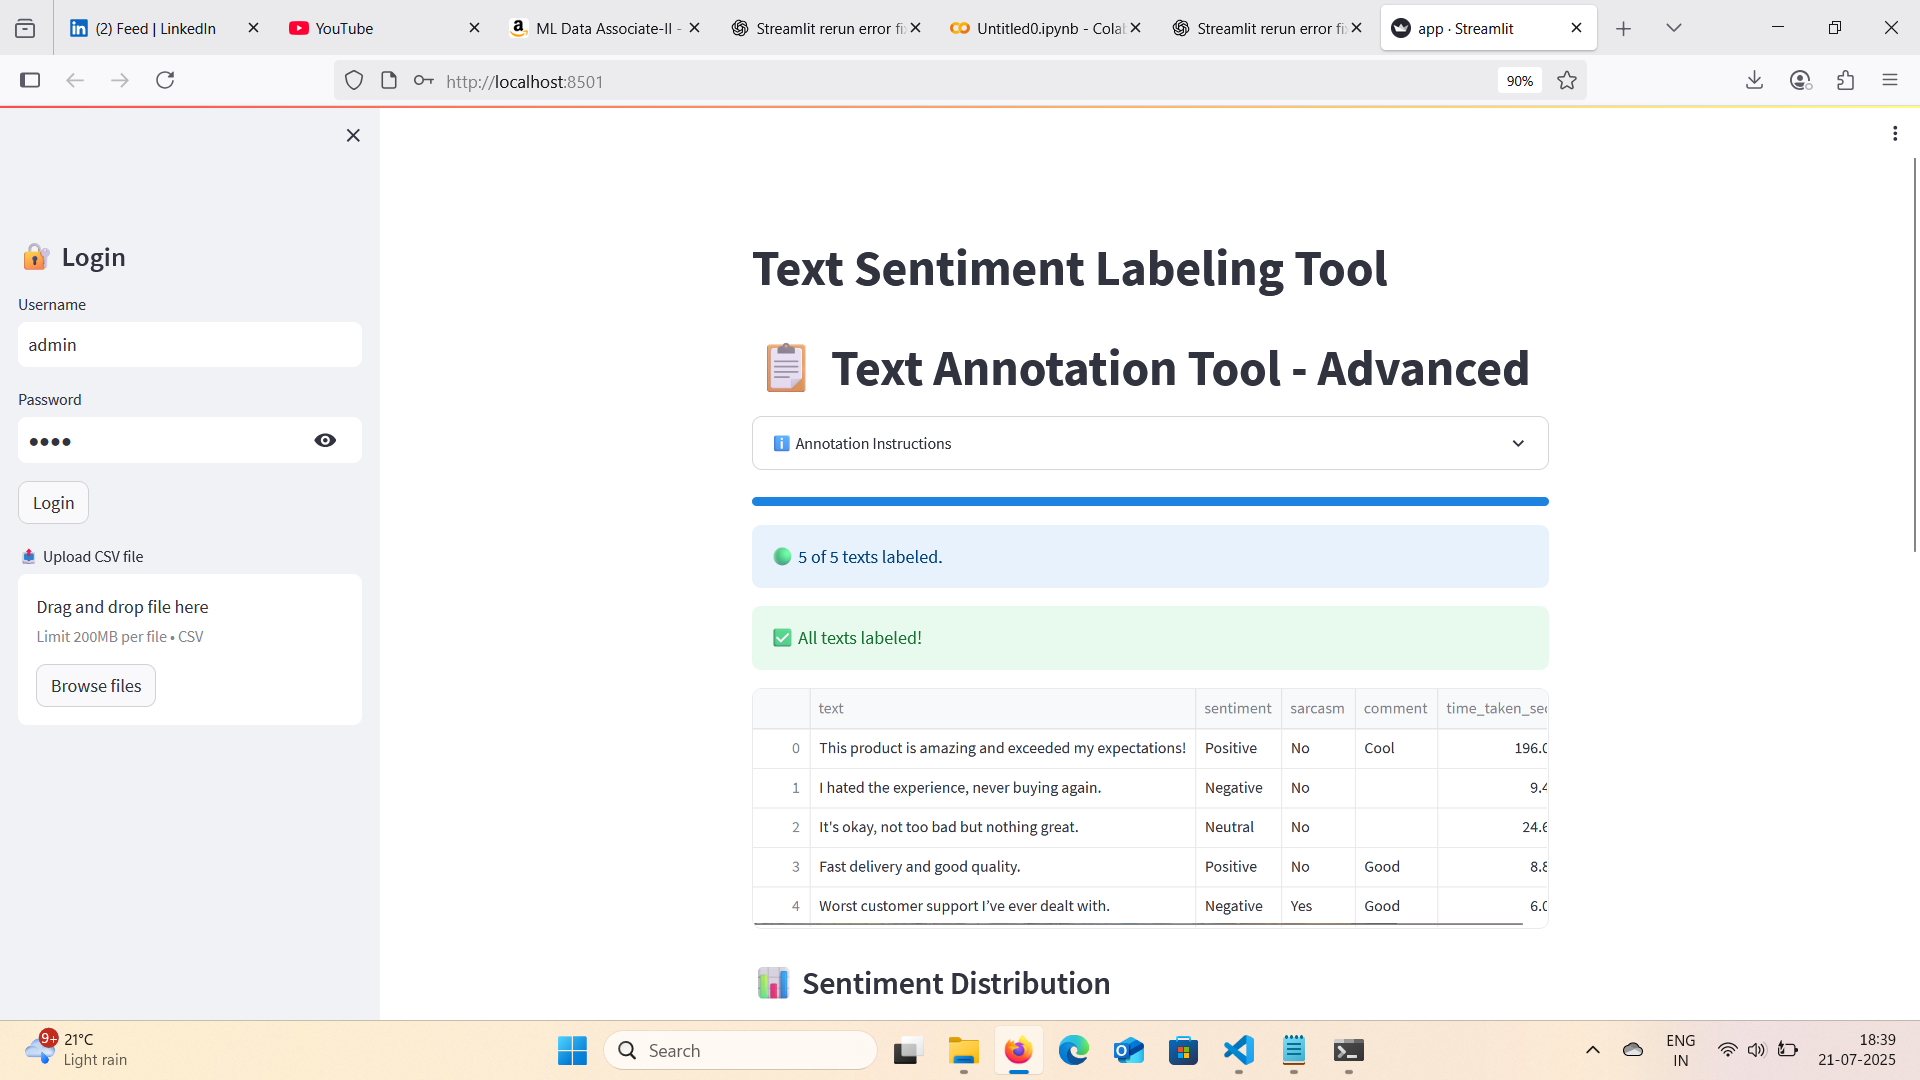 (2) Feed | LinkedIn
YouTube
ML Data Associate-II -
Streamlit rerun error fi
Untitled0.ipynb - Cola
Streamlit rerun error fi
app · Streamlit
http://localhost:8501
90%
Login
Username
admin
Password
Login
Upload CSV file
Drag and drop file here
Limit 200MB per file • CSV
Browse files
Text Sentiment Labeling Tool
Text Annotation Tool - Advanced
Annotation Instructions
5 of 5 texts labeled.
All texts labeled!
text sentiment sarcasm comment time_taken_sec
0 This product is amazing and exceeded my expectations! Positive No Cool 196.0
1 I hated the experience, never buying again. Negative No 9.4
2 It's okay, not too bad but nothing great. Neutral No 24.6
3 Fast delivery and good quality. Positive No Good 8.8
4 Worst customer support I’ve ever dealt with. Negative Yes Good 6.0
Sentiment Distribution
9+
21°C
Light rain
Search
ENG
IN
18:39
21-07-2025